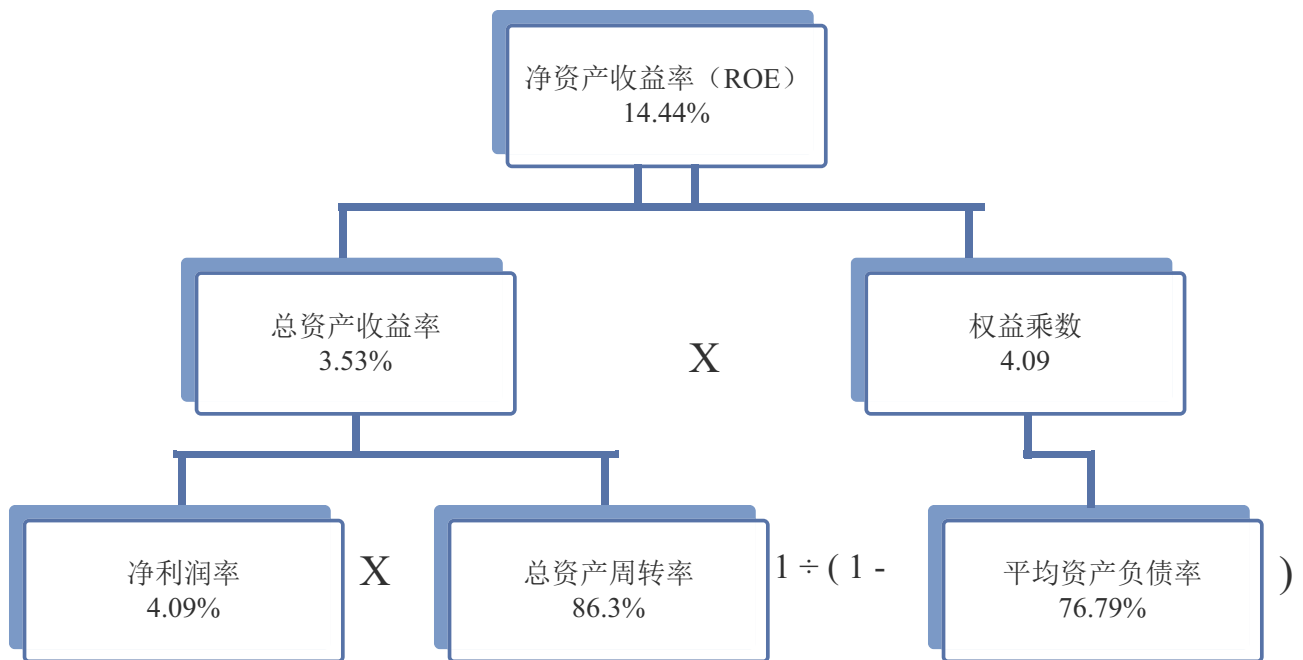 净资产收益率（ROE）
14.44%
总资产收益率
3.53%
X
权益乘数
4.09
净利润率
4.09%
X
总资产周转率
86.3%
1 ÷ ( 1 -
平均资产负债率
76.79%
)